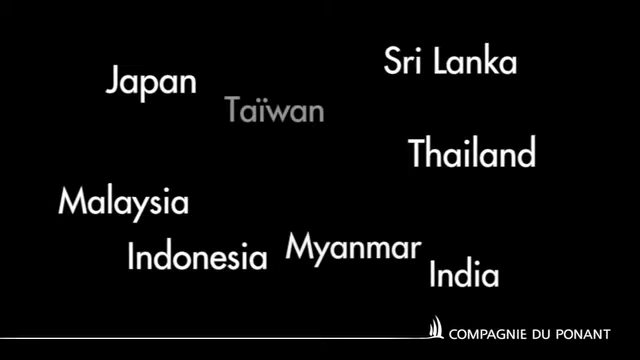 Sri Lanka
Japan
Taïwan
Thailand
Malaysia
Myanmar
Indonesia
India
COMPAGNIE DU PONANT